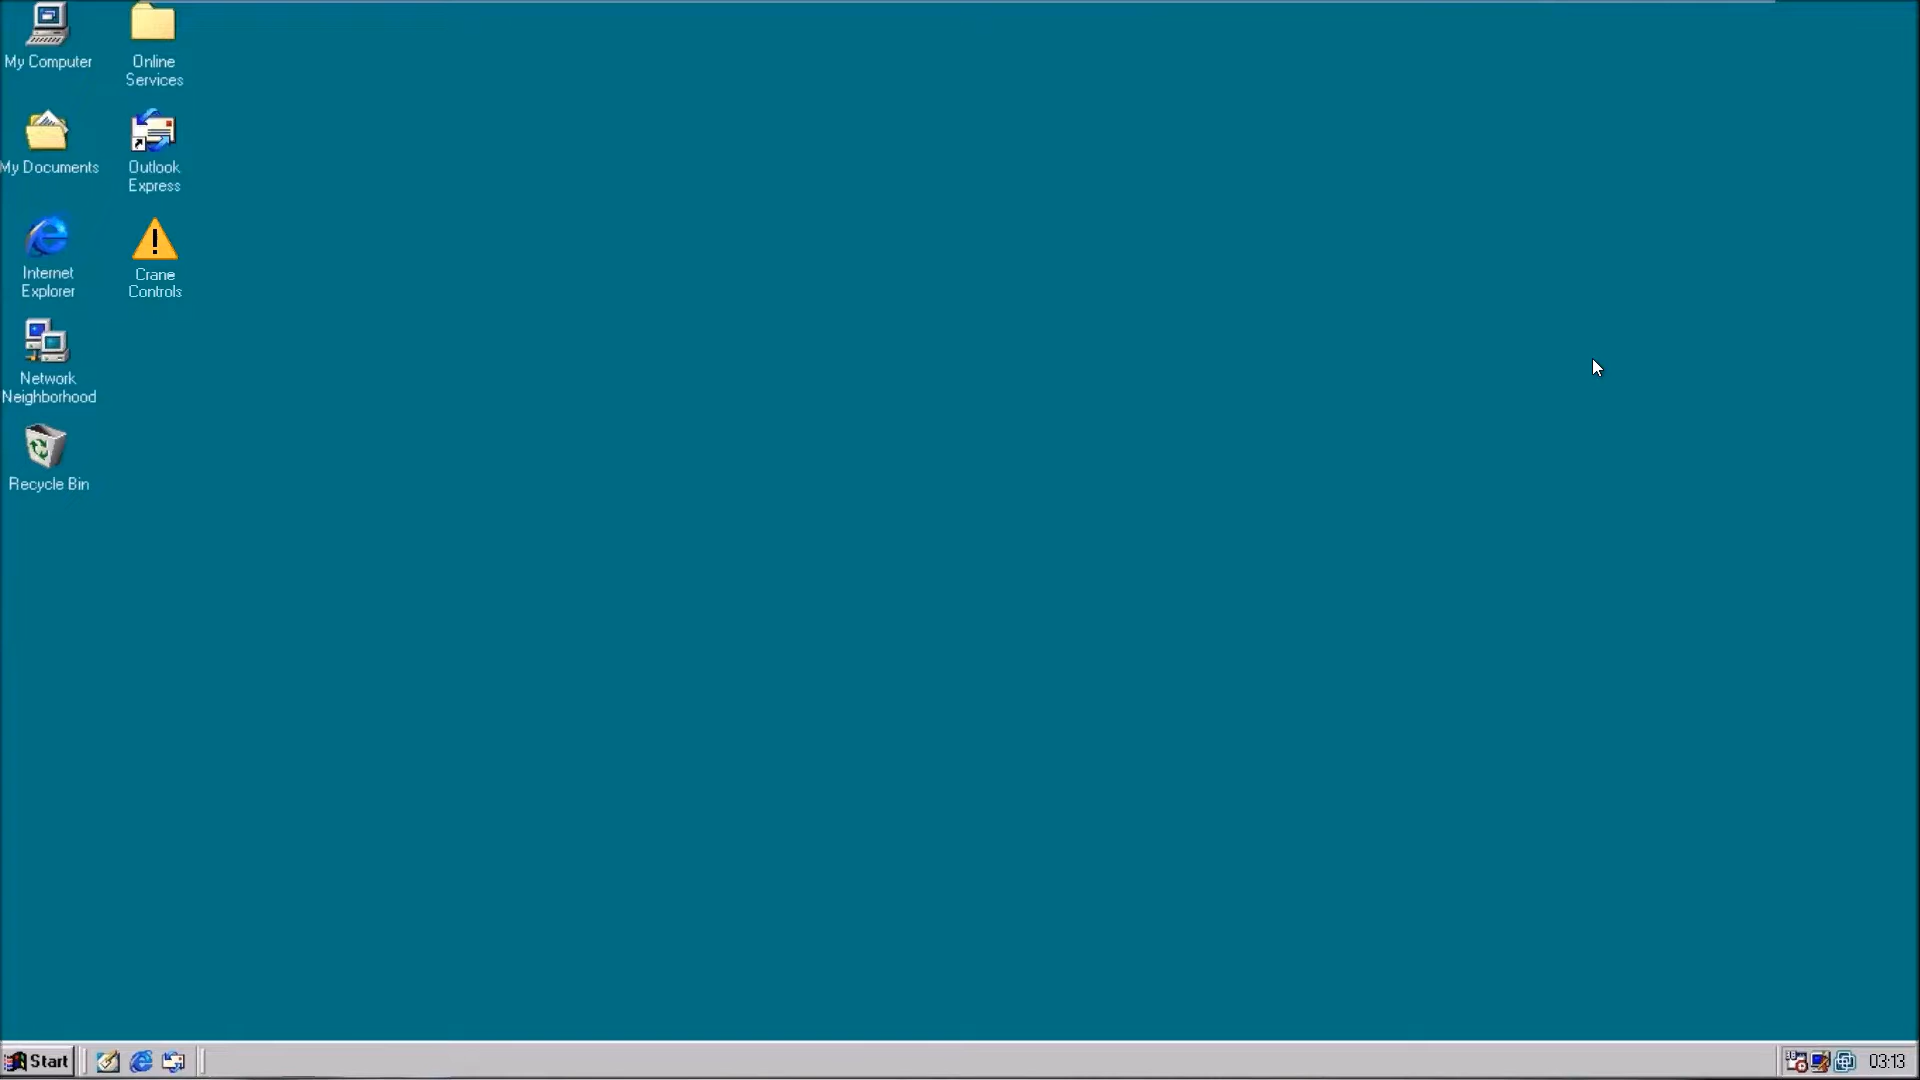 My Computer
Online
Services
My Documents
Outlook
Express
Internet
Explorer
Crane
Controls
Network
Neighborhood
Recycle Bin
Start
03:13